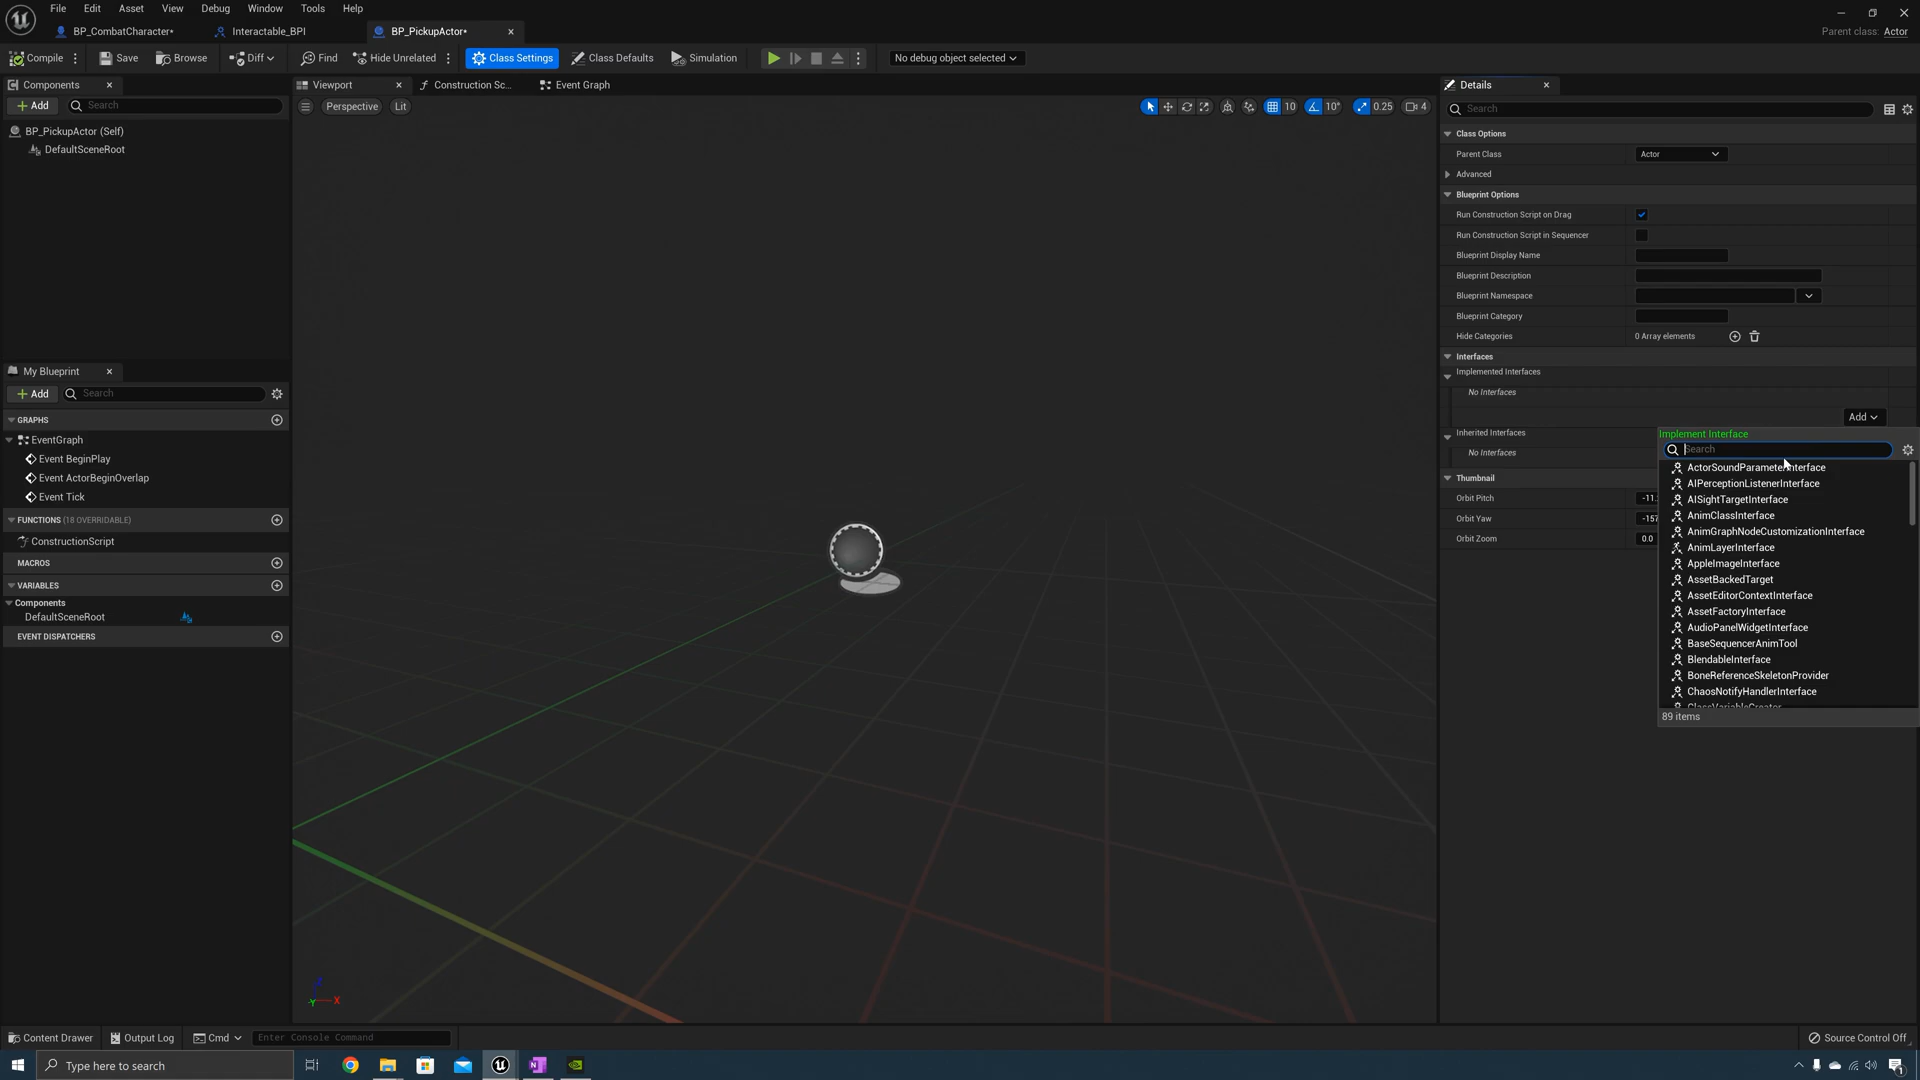 File Edit View Asset Debug Window Tools Help
BP_CombatCharacter*
Interactable_BPI
BP_PickupActor*
Parent class: Actor
Compile
Save
Browse
Diff
Find
Hide Unrelated
Class Settings
Class Defaults
Simulation
No debug object selected
Components
Add
Search
BP_PickupActor (Self)
DefaultSceneRoot
My Blueprint
Add
Search
GRAPHS
EventGraph
Event BeginPlay
Event ActorBeginOverlap
Event Tick
FUNCTIONS (18 OVERRIDABLE)
ConstructionScript
MACROS
VARIABLES
Components
DefaultSceneRoot
EVENT DISPATCHERS
Viewport
Construction Sc...
Event Graph
Perspective
Lit
10
10°
0.25
4
Y
X
Details
Search
Class Options
Parent Class
Actor
Advanced
Blueprint Options
Run Construction Script on Drag
Run Construction Script in Sequencer
Blueprint Display Name
Blueprint Description
Blueprint Namespace
Blueprint Category
Hide Categories
0 Array elements
Interfaces
Implemented Interfaces
No Interfaces
Add
Inherited Interfaces
No Interfaces
Thumbnail
Orbit Pitch
-11.
Orbit Yaw
-157
Orbit Zoom
0.0
Implement Interface
Search
ActorSoundParameterInterface
AIPerceptionListenerInterface
AISightTargetInterface
AnimClassInterface
AnimGraphNodeCustomizationInterface
AnimLayerInterface
AppleImageInterface
AssetBackedTarget
AssetEditorContextInterface
AssetFactoryInterface
AudioPanelWidgetInterface
BaseSequencerAnimTool
BlendableInterface
BoneReferenceSkeletonProvider
ChaosNotifyHandlerInterface
ClassVariableCreator
89 items
Content Drawer
Output Log
Cmd
Enter Console Command
Source Control Off
Type here to search